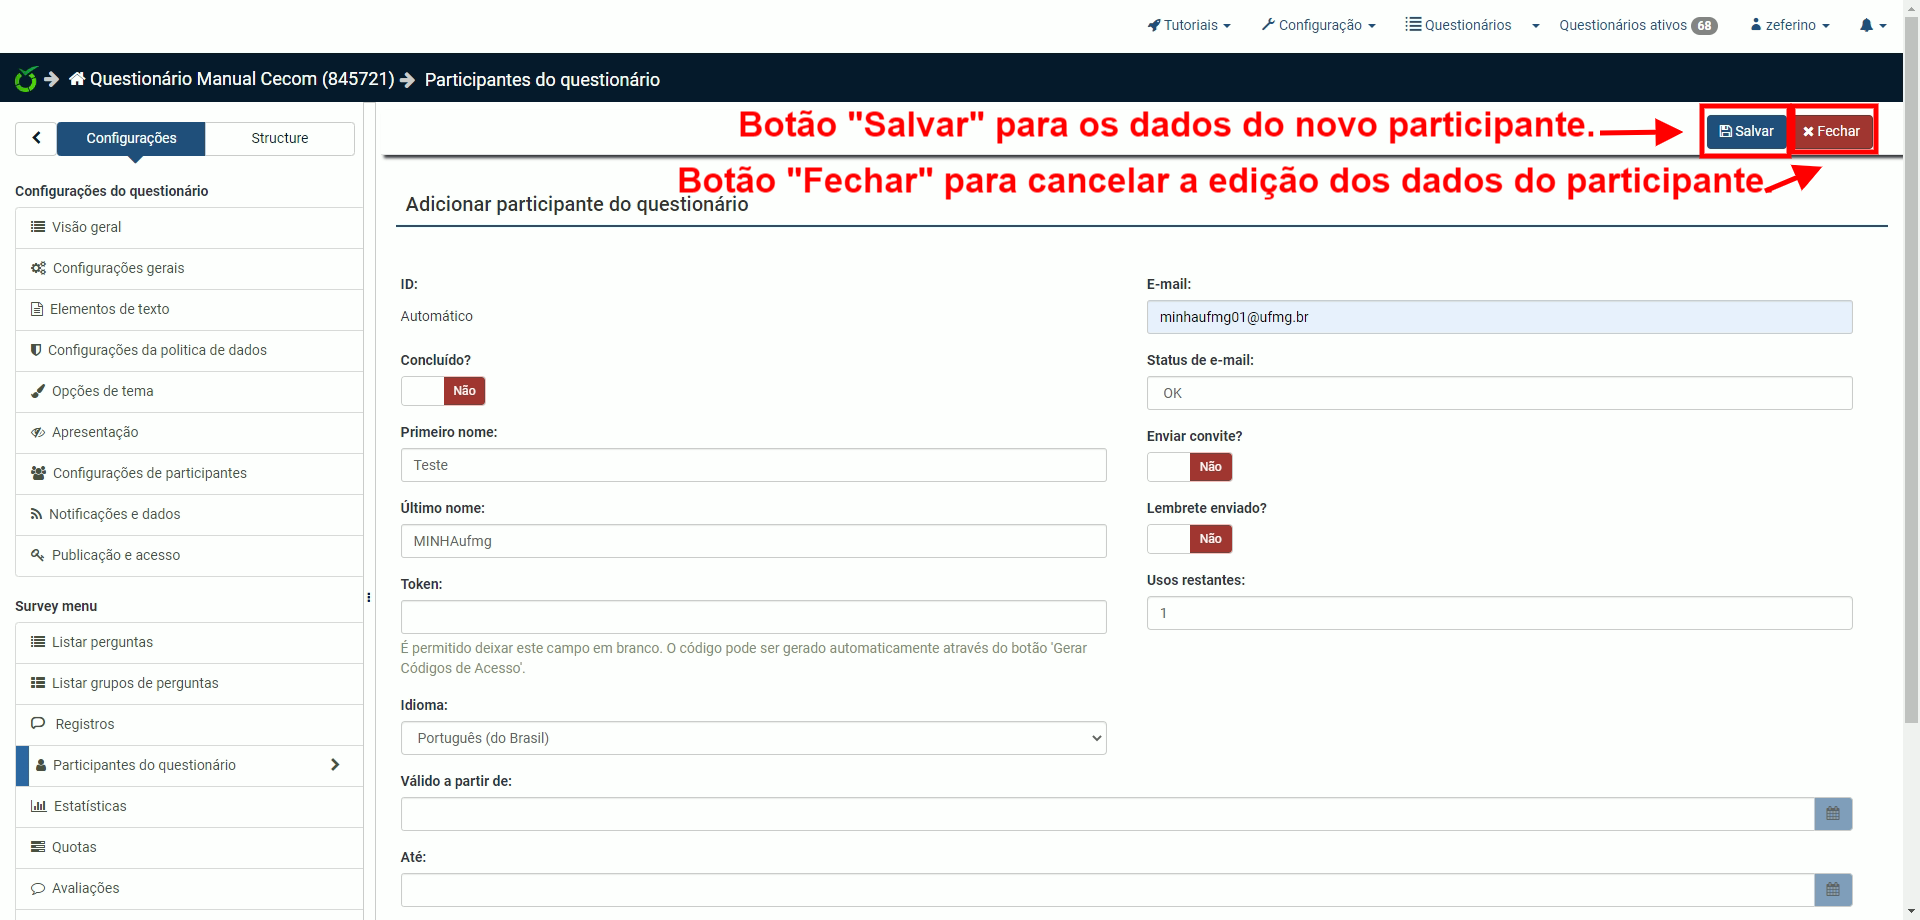 Tutoriais Configuração Questionários Questionários ativos 68 zeferino
Questionário Manual Cecom (845721) Participantes do questionário
Botão "Salvar" para os dados do novo participante.
Salvar Fechar
Botão "Fechar" para cancelar a edição dos dados do participante.
Configurações Structure
Configurações do questionário
Visão geral
Configurações gerais
Elementos de texto
Configurações da politica de dados
Opções de tema
Apresentação
Configurações de participantes
Notificações e dados
Publicação e acesso
Survey menu
Listar perguntas
Listar grupos de perguntas
Registros
Participantes do questionário
Estatísticas
Quotas
Avaliações
Adicionar participante do questionário
ID:
Automático
Concluído?
Não
Primeiro nome:
Teste
Último nome:
MINHAufmg
Token:
É permitido deixar este campo em branco. O código pode ser gerado automaticamente através do botão 'Gerar
Códigos de Acesso'.
Idioma:
Português (do Brasil)
E-mail:
minhaufmg01@ufmg.br
Status de e-mail:
OK
Enviar convite?
Não
Lembrete enviado?
Não
Usos restantes:
1
Válido a partir de:
Até: